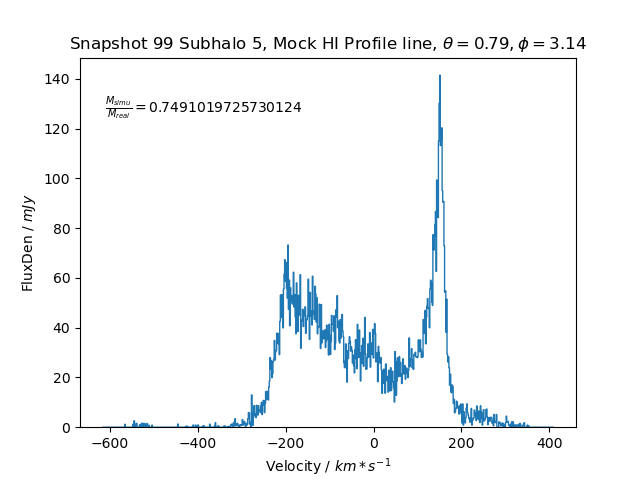 Snapshot 99 Subhalo 5, Mock HI Profile line, θ = 0.79, ϕ = 3.14
M_simu/M_real = 0.7491019725730124
FluxDen / mJy
140
120
100
80
60
40
20
0
−600 −400 −200 0 200 400
Velocity / km * s⁻¹